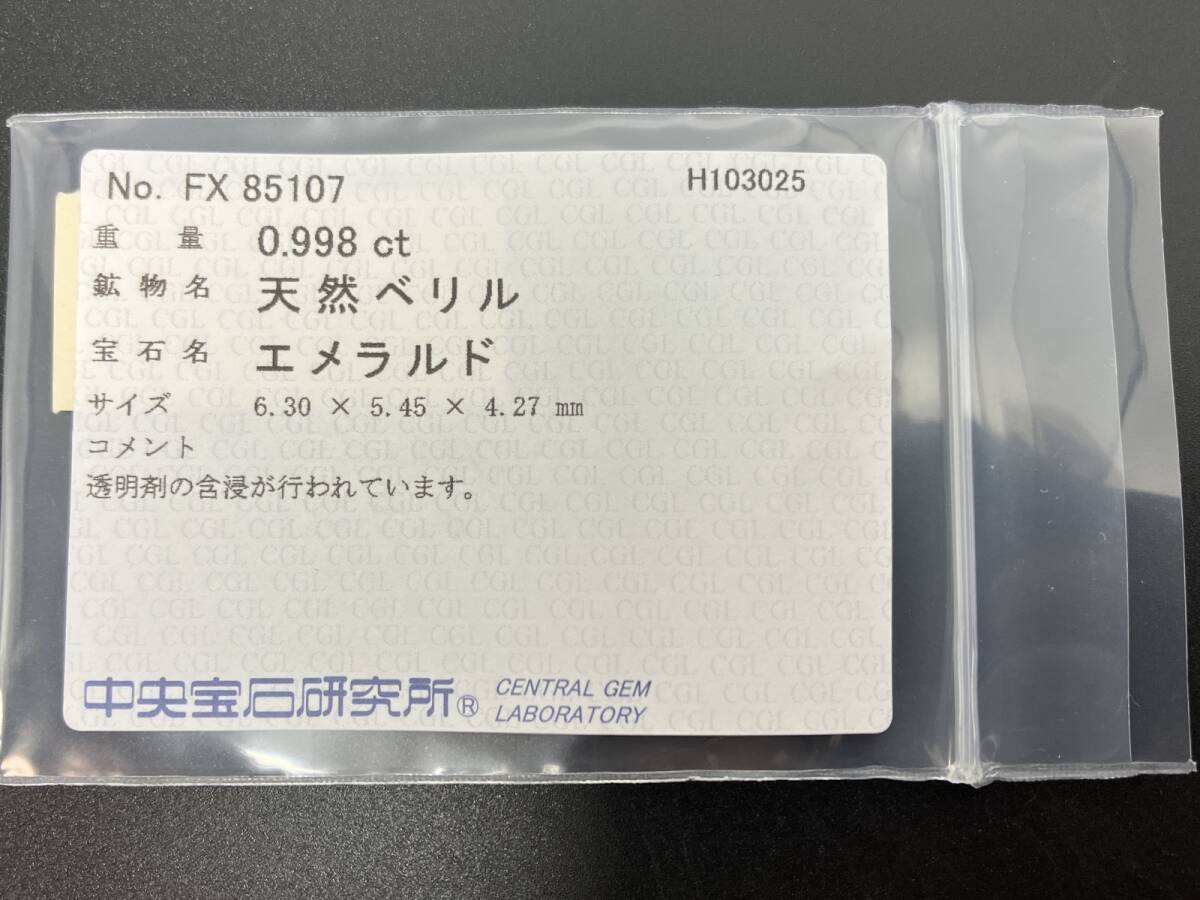 No. FX 85107 H103025
重量 0.998 ct
鉱物名 天然ベリル
宝石名 エメラルド
サイズ 6.30 × 5.45 × 4.27 ㎜
コメント
透明剤の含浸が行われています。
中央宝石研究所® CENTRAL GEM
LABORATORY